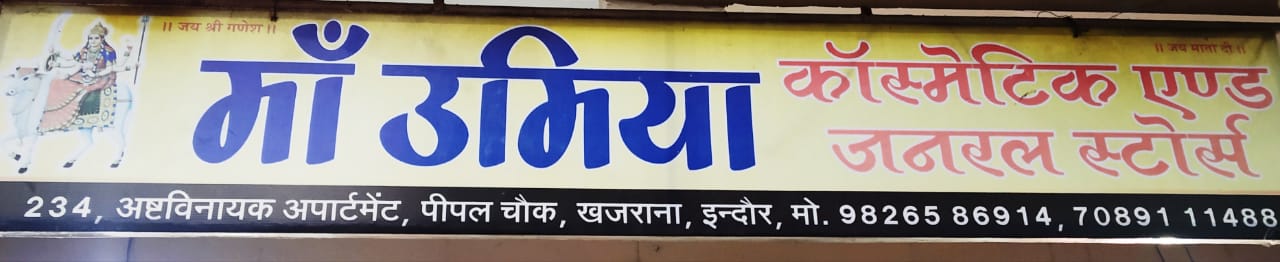 ।। जय श्री गणेश ।।
।। जय माता दी ।।
माँ उमिया
कॉस्मेटिक एण्ड
जनरल स्टोर्स
234, अष्टविनायक अपार्टमेंट, पीपल चौक, खजराना, इन्दौर, मो. 98265 86914, 70891 11488